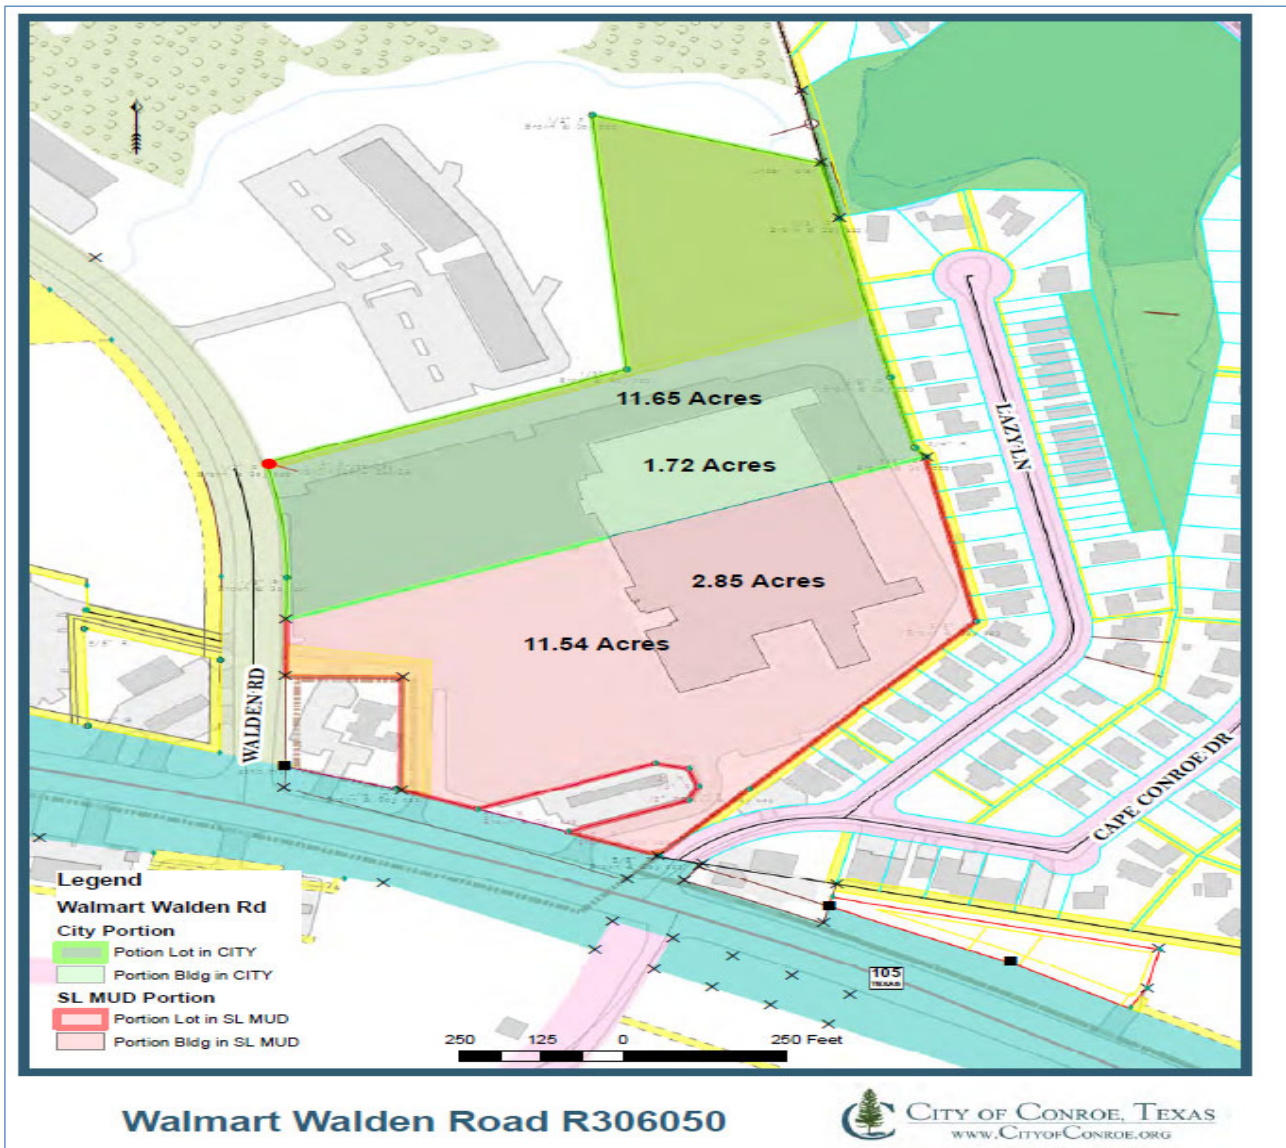 11.65 Acres
1.72 Acres
2.85 Acres
11.54 Acres
LAZY LN
WALDEN RD
CAPE CONROE DR
105
TEXAS
Legend
Walmart Walden Rd
City Portion
Potion Lot in CITY
Portion Bldg in CITY
SL MUD Portion
Portion Lot in SL MUD
Portion Bldg in SL MUD
250 125 0 250 Feet
Walmart Walden Road R306050
CITY OF CONROE, TEXAS
WWW.CITYOFCONROE.ORG